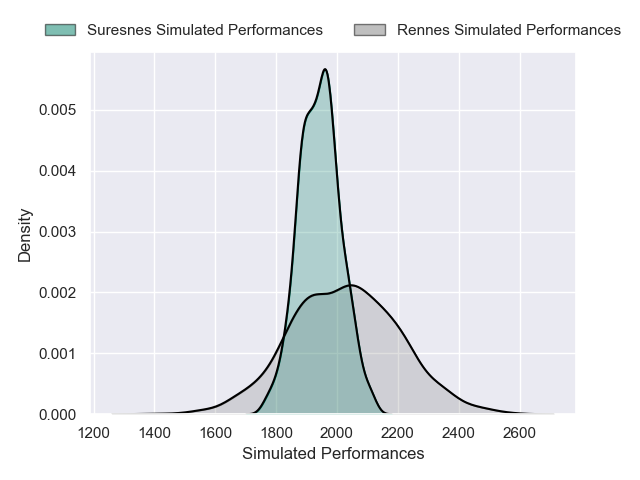 Suresnes Simulated Performances Rennes Simulated Performances
0.005
0.004
0.003
0.002
0.001
0.000
Density
1200 1400 1600 1800 2000 2200 2400 2600
Simulated Performances